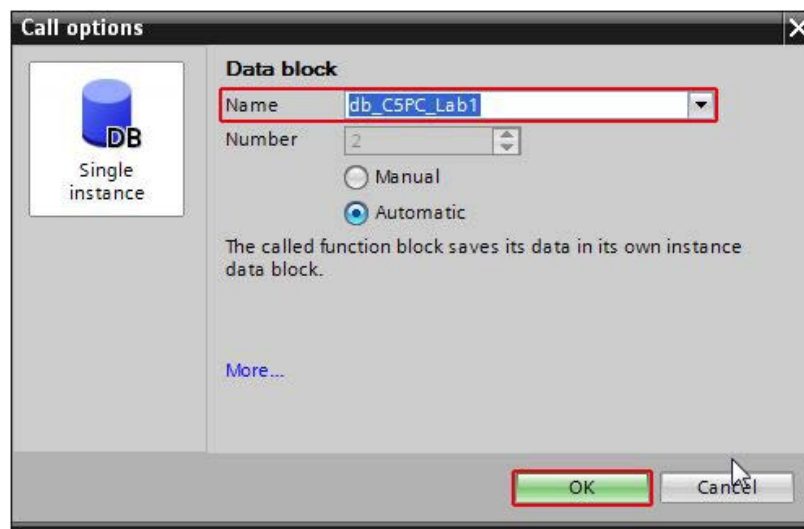 Call options
DB
Single
instance
Data block
Name db_C5PC_Lab1
Number 2
Manual
Automatic
The called function block saves its data in its own instance
data block.
More...
OK Cancel